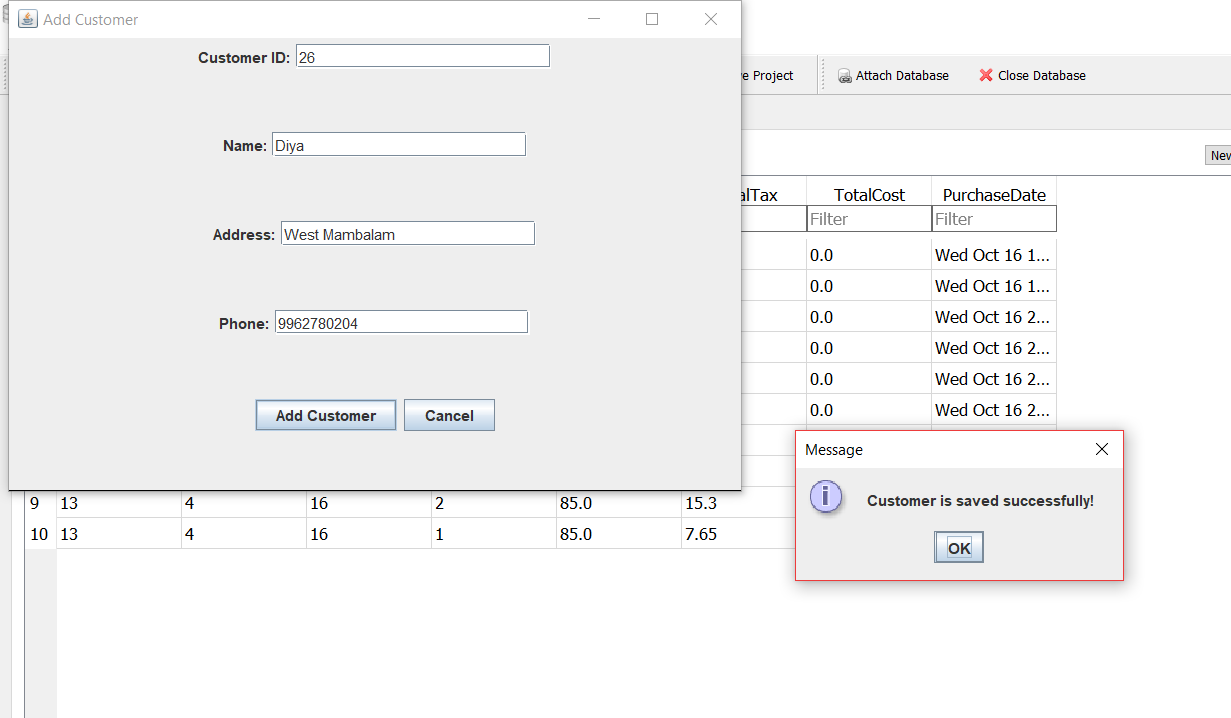 Add Customer
Customer ID: 26
Name: Diya
Address: West Mambalam
Phone: 9962780204
Add Customer Cancel
Project Attach Database Close Database
New
TotalCost PurchaseDate
Filter Filter
0.0 Wed Oct 16 1...
0.0 Wed Oct 16 1...
0.0 Wed Oct 16 2...
0.0 Wed Oct 16 2...
0.0 Wed Oct 16 2...
0.0 Wed Oct 16 2...
9 13 4 16 2 85.0 15.3
10 13 4 16 1 85.0 7.65
Message
Customer is saved successfully!
OK